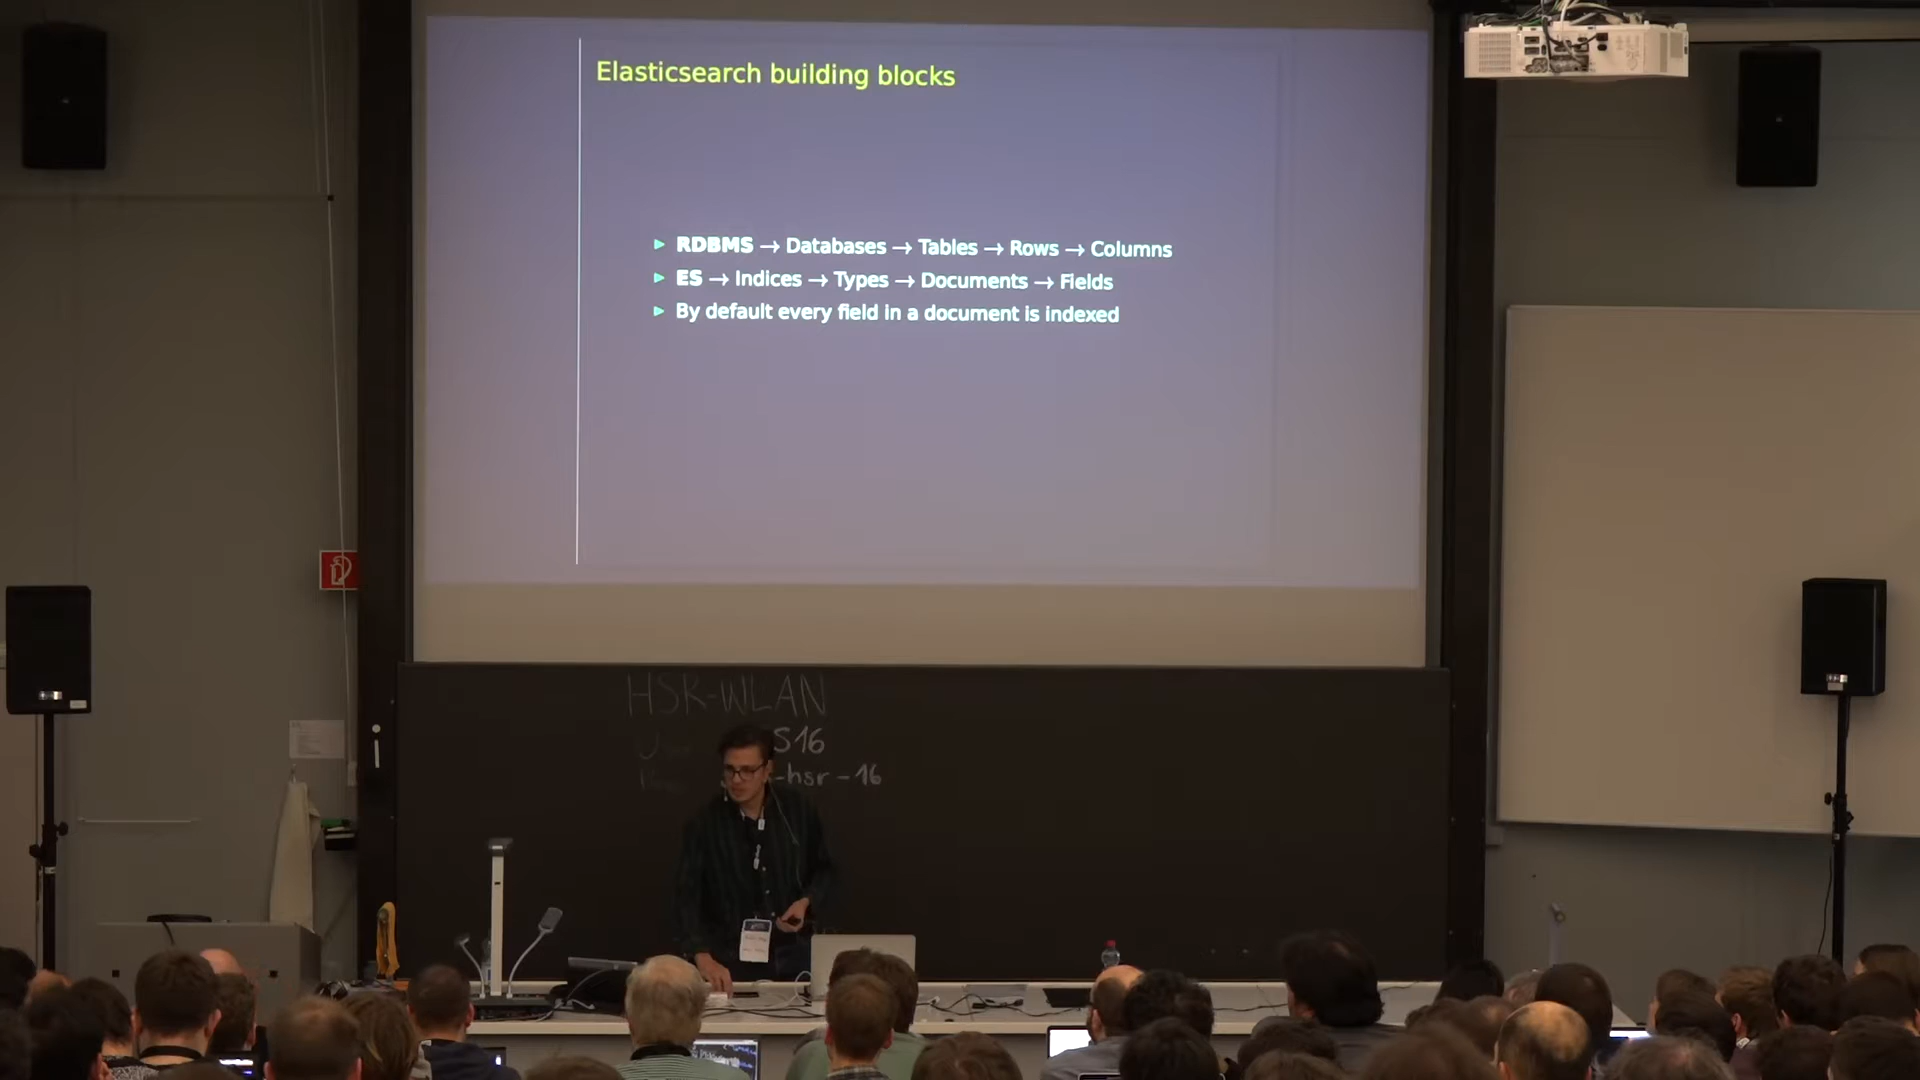 Elasticsearch building blocks
▶ RDBMS → Databases → Tables → Rows → Columns
▶ ES → Indices → Types → Documents → Fields
▶ By default every field in a document is indexed
HSR-WLAN
S16
-hsr-16